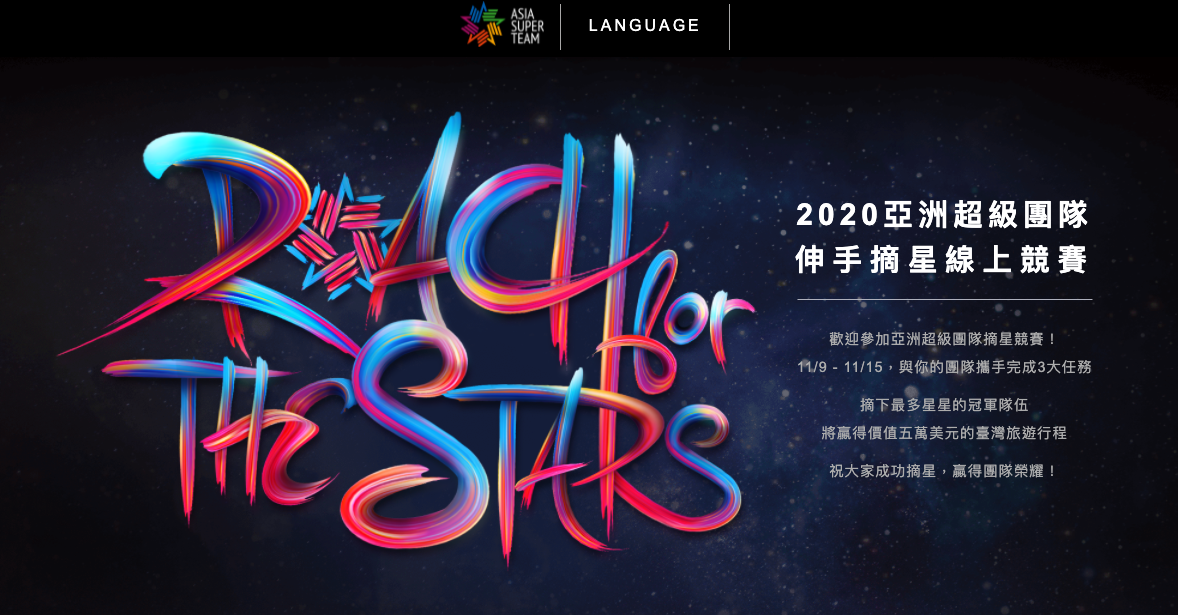 ASIA
SUPER
TEAM
LANGUAGE
REACH for
THE STARS
2020亞洲超級團隊
伸手摘星線上競賽
歡迎參加亞洲超級團隊摘星競賽！
11/9 - 11/15，與你的團隊攜手完成3大任務
摘下最多星星的冠軍隊伍
將贏得價值五萬美元的臺灣旅遊行程
祝大家成功摘星，贏得團隊榮耀！